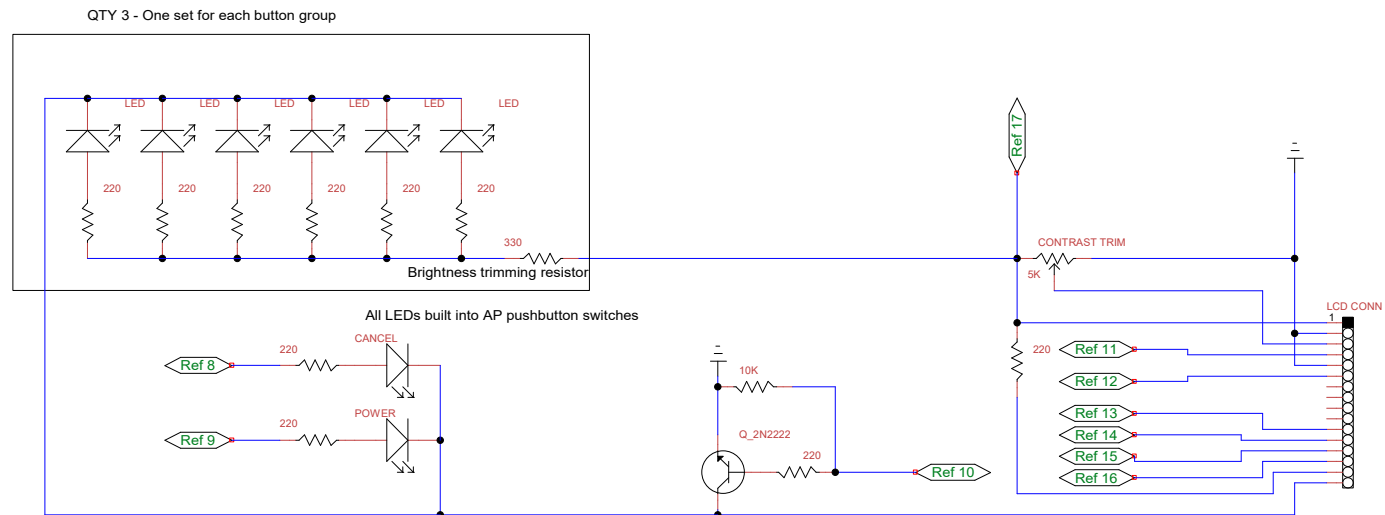 QTY 3 - One set for each button group
LED LED LED LED LED LED
220 220 220 220 220 220
330
Brightness trimming resistor
Ref 17
CONTRAST TRIM
5K
All LEDs built into AP pushbutton switches
LCD CONN
1
CANCEL
Ref 8
220
220
Ref 11
10K
Ref 12
POWER
Ref 9
220
Ref 13
Q_2N2222
Ref 14
220
Ref 15
Ref 10
Ref 16